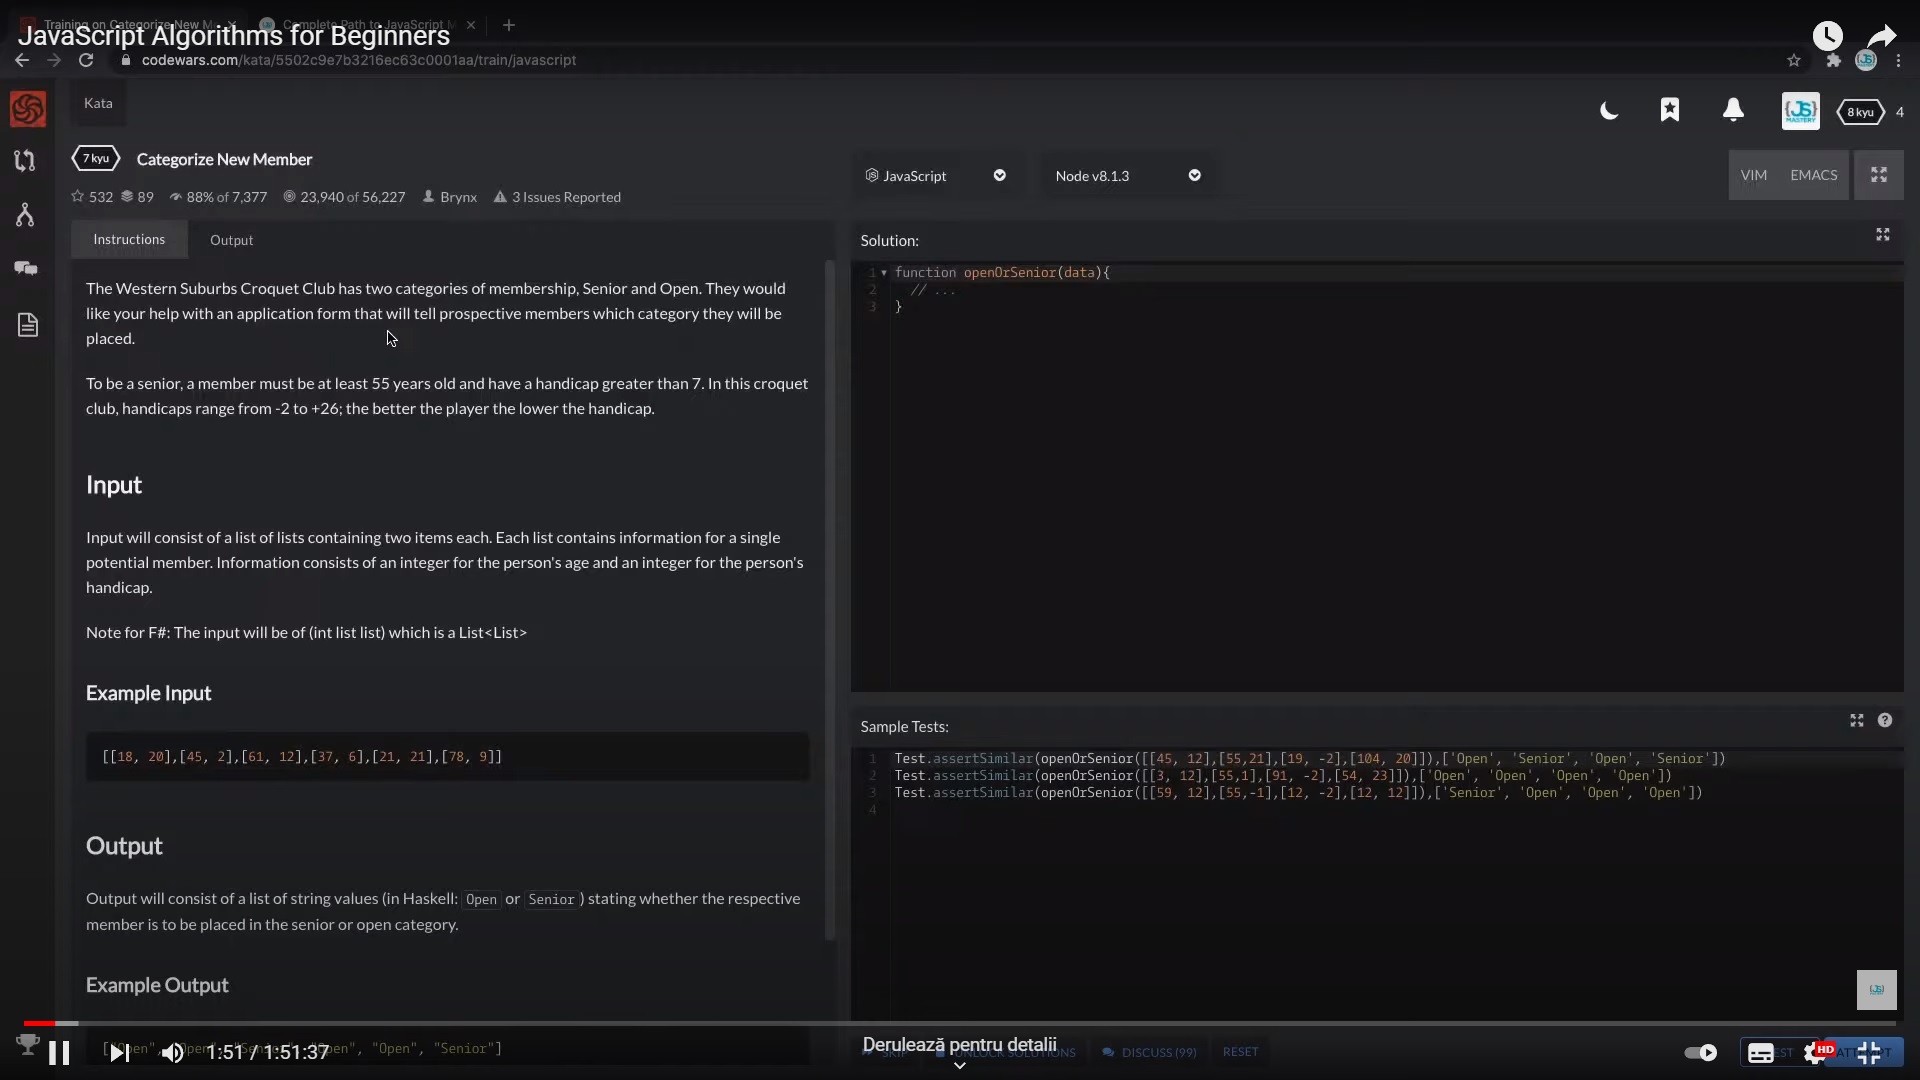 Training on Categorize New M
Complete Path to JavaScript M
JavaScript Algorithms for Beginners
codewars.com/kata/5502c9e7b3216ec63c0001aa/train/javascript
Kata
JS
MASTERY
8 kyu
4
7 kyu
Categorize New Member
532
89
88% of 7,377
23,940 of 56,227
Brynx
3 Issues Reported
JavaScript
Node v8.1.3
VIM
EMACS
Instructions
Output
The Western Suburbs Croquet Club has two categories of membership, Senior and Open. They would
like your help with an application form that will tell prospective members which category they will be
placed.
To be a senior, a member must be at least 55 years old and have a handicap greater than 7. In this croquet
club, handicaps range from -2 to +26; the better the player the lower the handicap.
Input
Input will consist of a list of lists containing two items each. Each list contains information for a single
potential member. Information consists of an integer for the person's age and an integer for the person's
handicap.
Note for F#: The input will be of (int list list) which is a List<List>
Example Input
[[18, 20],[45, 2],[61, 12],[37, 6],[21, 21],[78, 9]]
Output
Output will consist of a list of string values (in Haskell: Open or Senior) stating whether the respective
member is to be placed in the senior or open category.
Example Output
"Open", "Open", "Senior"]
1:51 / 1:51:37
Solution:
1 function openOrSenior(data){
2 // ...
3 }
Sample Tests:
1 Test.assertSimilar(openOrSenior([[45, 12],[55,21],[19, -2],[104, 20]]),['Open', 'Senior', 'Open', 'Senior'])
2 Test.assertSimilar(openOrSenior([[3, 12],[55,1],[91, -2],[54, 23]]),['Open', 'Open', 'Open', 'Open'])
3 Test.assertSimilar(openOrSenior([[59, 12],[55,-1],[12, -2],[12, 12]]),['Senior', 'Open', 'Open', 'Open'])
4
JS
Derulează pentru detalii
SKIP
UNLOCK SOLUTIONS
DISCUSS (99)
RESET
HD